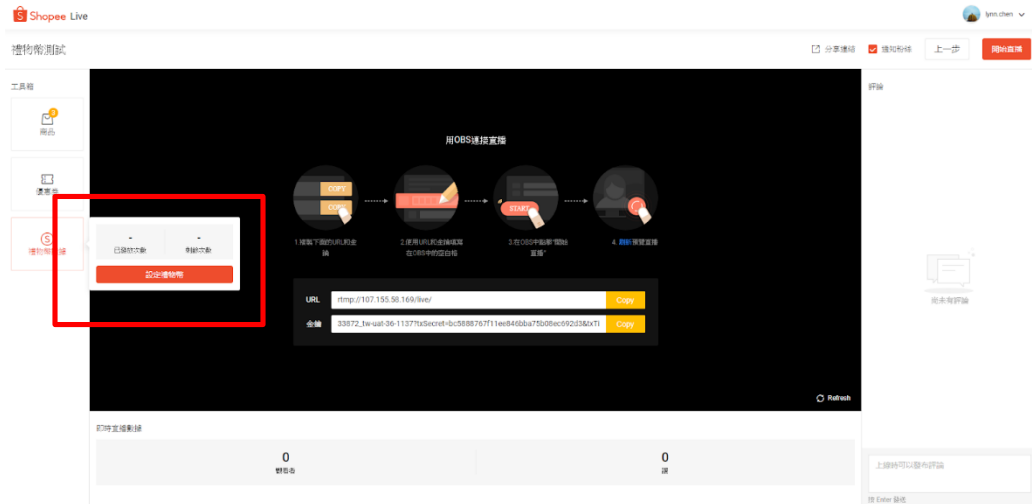 Shopee Live
lynn.chen
禮物幣測試
分享連結
通知粉絲
上一步
開始直播
工具箱
3
商品
優惠券
-
已發放次數
-
剩餘次數
設定禮物幣
用OBS連接直播
COPY
COPY
START
1.複製下面的URL和金
鑰
2.使用URL和金鑰填寫
在OBS中的空白格
3.在OBS中點擊"開始
直播"
4. 刷新預覽直播
URL
rtmp://107.155.58.169/live/
Copy
金鑰
33872_tw-uat-36-1137?txSecret=bc5888767f11ee846bba75b08ec692d3&txTi
Copy
Refresh
評論
尚未有評論
即時直播數據
0
觀看者
0
讚
上線時可以發布評論
按 Enter 發送